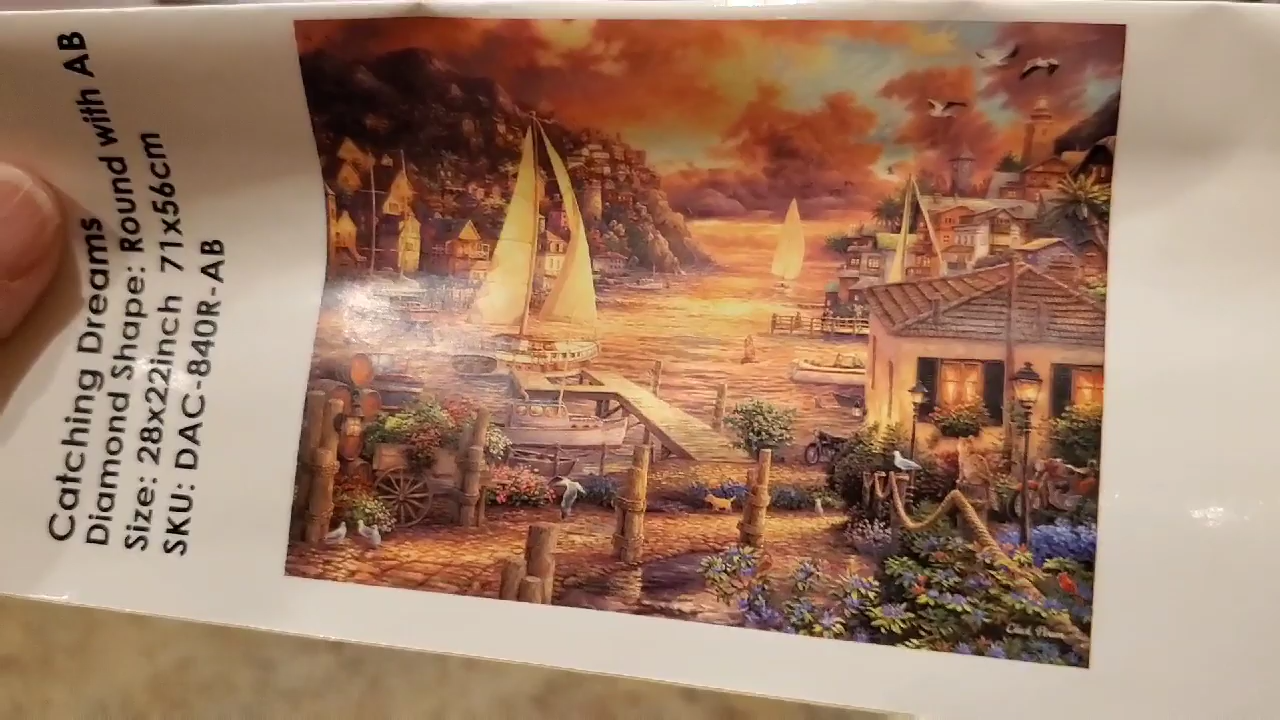 Catching Dreams
Diamond Shape: Round with AB
Size: 28x22inch 71x56cm
SKU: DAC-840R-AB